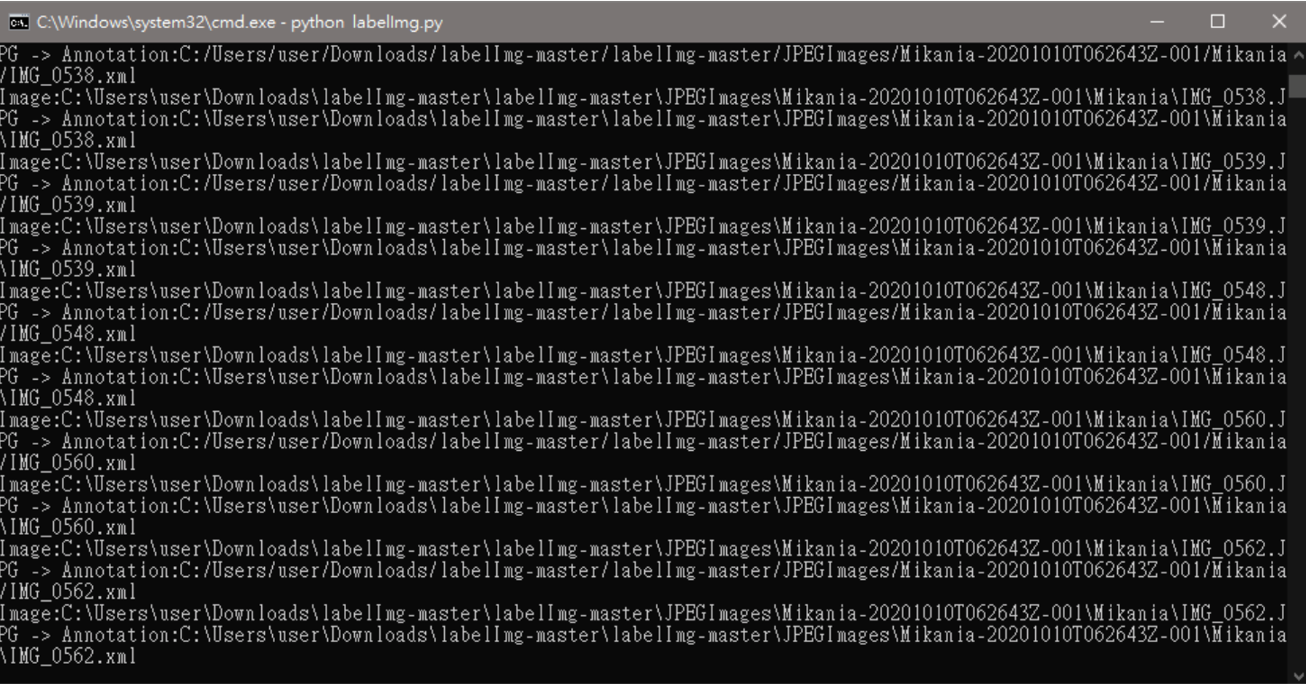 C:\Windows\system32\cmd.exe - python labelImg.py
PG -> Annotation:C:/Users/user/Downloads/labelImg-master/labelImg-master/JPEGImages/Mikania-20201010T062643Z-001/Mikania
/IMG_0538.xml
Image:C:\Users\user\Downloads\labelImg-master\labelImg-master\JPEGImages\Mikania-20201010T062643Z-001\Mikania\IMG_0538.J
PG -> Annotation:C:\Users\user\Downloads\labelImg-master\labelImg-master\JPEGImages\Mikania-20201010T062643Z-001\Mikania
\IMG_0538.xml
Image:C:\Users\user\Downloads\labelImg-master\labelImg-master\JPEGImages\Mikania-20201010T062643Z-001\Mikania\IMG_0539.J
PG -> Annotation:C:/Users/user/Downloads/labelImg-master/labelImg-master/JPEGImages/Mikania-20201010T062643Z-001/Mikania
/IMG_0539.xml
Image:C:\Users\user\Downloads\labelImg-master\labelImg-master\JPEGImages\Mikania-20201010T062643Z-001\Mikania\IMG_0539.J
PG -> Annotation:C:\Users\user\Downloads\labelImg-master\labelImg-master\JPEGImages\Mikania-20201010T062643Z-001\Mikania
\IMG_0539.xml
Image:C:\Users\user\Downloads\labelImg-master\labelImg-master\JPEGImages\Mikania-20201010T062643Z-001\Mikania\IMG_0548.J
PG -> Annotation:C:/Users/user/Downloads/labelImg-master/labelImg-master/JPEGImages/Mikania-20201010T062643Z-001/Mikania
/IMG_0548.xml
Image:C:\Users\user\Downloads\labelImg-master\labelImg-master\JPEGImages\Mikania-20201010T062643Z-001\Mikania\IMG_0548.J
PG -> Annotation:C:\Users\user\Downloads\labelImg-master\labelImg-master\JPEGImages\Mikania-20201010T062643Z-001\Mikania
\IMG_0548.xml
Image:C:\Users\user\Downloads\labelImg-master\labelImg-master\JPEGImages\Mikania-20201010T062643Z-001\Mikania\IMG_0560.J
PG -> Annotation:C:/Users/user/Downloads/labelImg-master/labelImg-master/JPEGImages/Mikania-20201010T062643Z-001/Mikania
/IMG_0560.xml
Image:C:\Users\user\Downloads\labelImg-master\labelImg-master\JPEGImages\Mikania-20201010T062643Z-001\Mikania\IMG_0560.J
PG -> Annotation:C:\Users\user\Downloads\labelImg-master\labelImg-master\JPEGImages\Mikania-20201010T062643Z-001\Mikania
\IMG_0560.xml
Image:C:\Users\user\Downloads\labelImg-master\labelImg-master\JPEGImages\Mikania-20201010T062643Z-001\Mikania\IMG_0562.J
PG -> Annotation:C:/Users/user/Downloads/labelImg-master/labelImg-master/JPEGImages/Mikania-20201010T062643Z-001/Mikania
/IMG_0562.xml
Image:C:\Users\user\Downloads\labelImg-master\labelImg-master\JPEGImages\Mikania-20201010T062643Z-001\Mikania\IMG_0562.J
PG -> Annotation:C:\Users\user\Downloads\labelImg-master\labelImg-master\JPEGImages\Mikania-20201010T062643Z-001\Mikania
\IMG_0562.xml